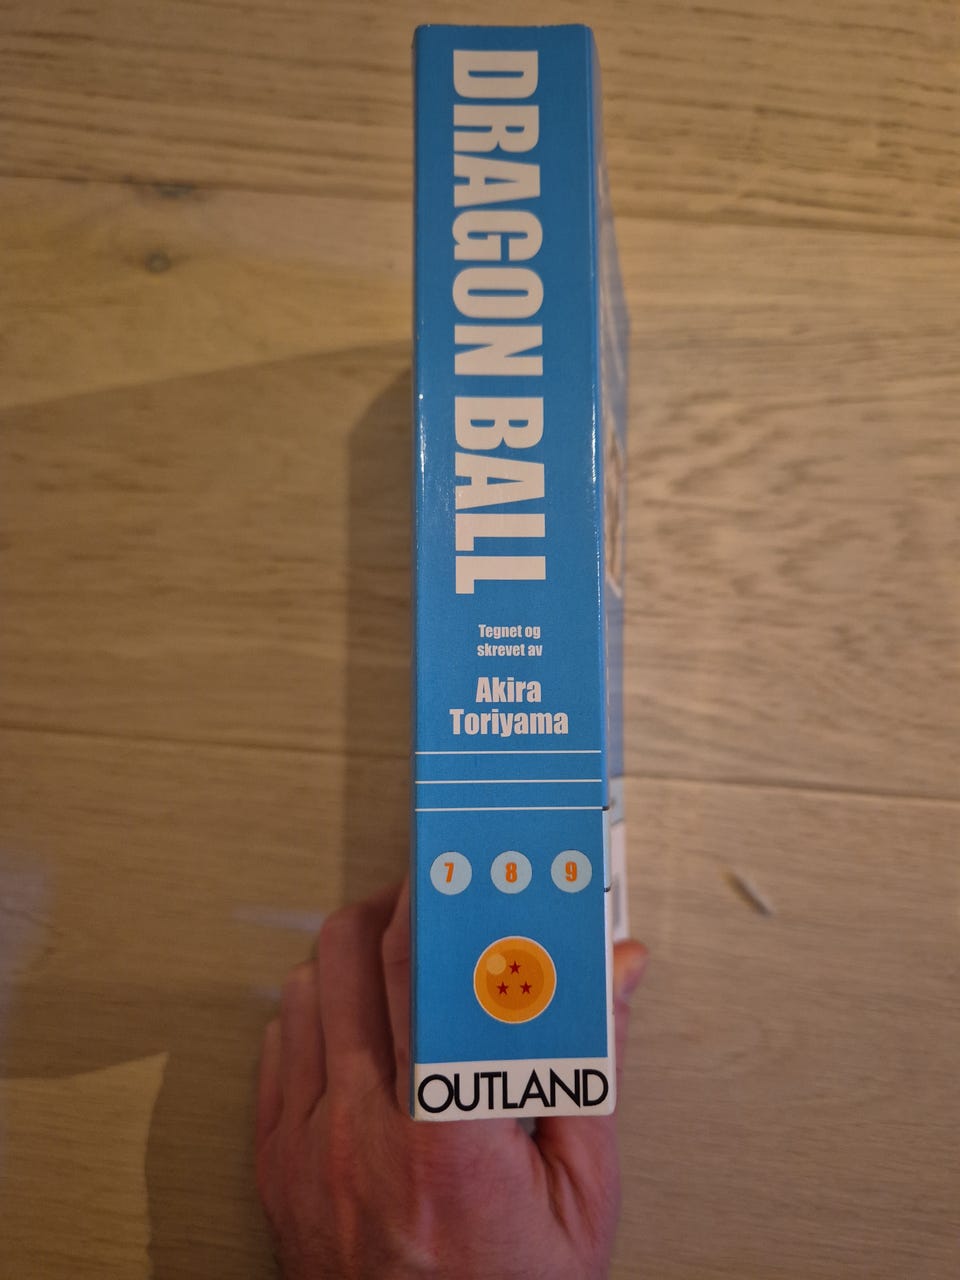 DRAGON BALL
Tegnet og
skrevet av
Akira
Toriyama
7 8 9
OUTLAND